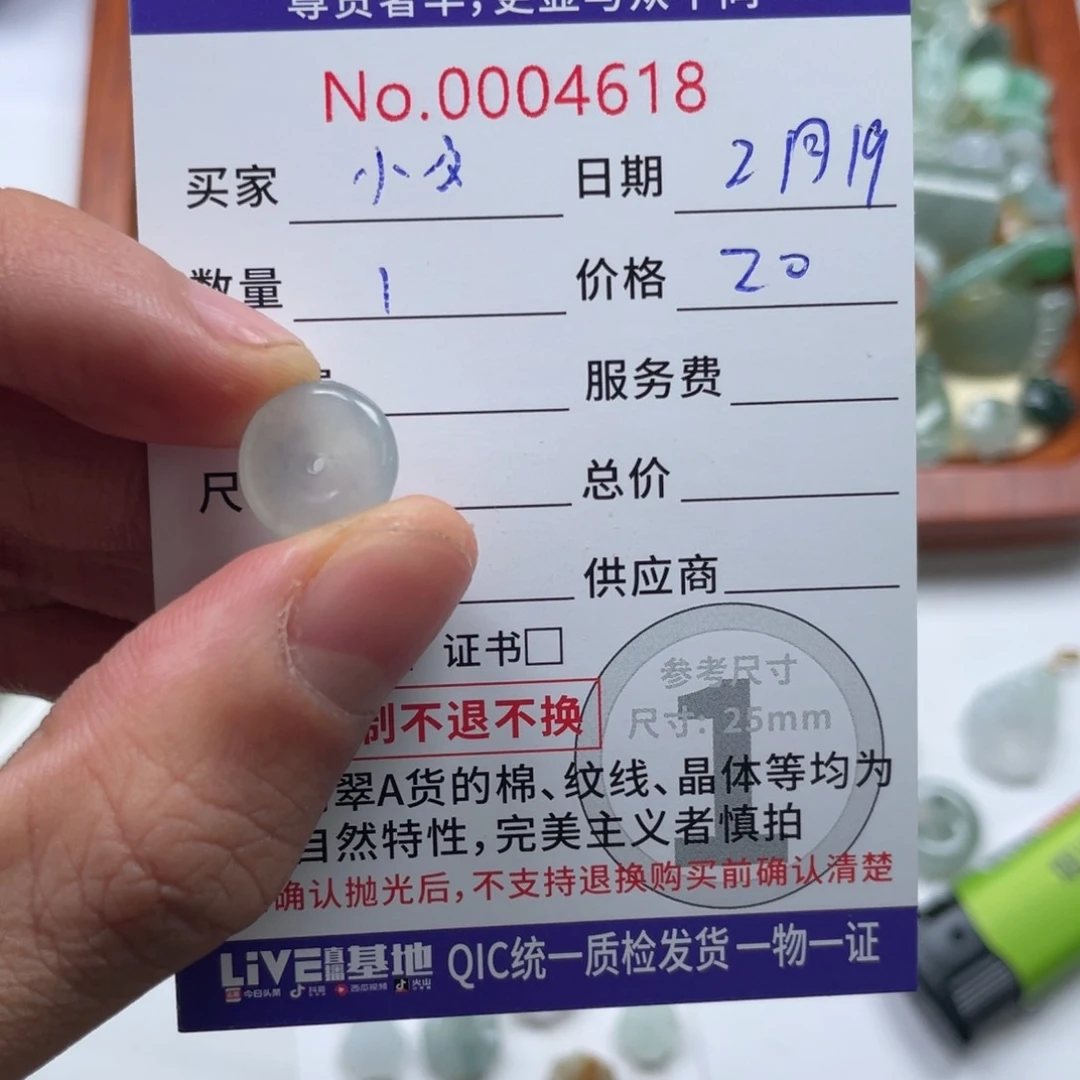 尊贵着华,更显与众不同
No.0004618
买家 小文 日期 2月19
数量 1 价格 20
服务费
尺 总价
供应商
证书□
参考尺寸
尺寸: 25mm
1
制不退不换
翠A货的棉、纹线、晶体等均为
自然特性,完美主义者慎拍
确认抛光后,不支持退换购买前确认清楚
LiVE直播基地 QIC统一质检发货 一物一证
今日头条 抖音 西瓜视频 火山